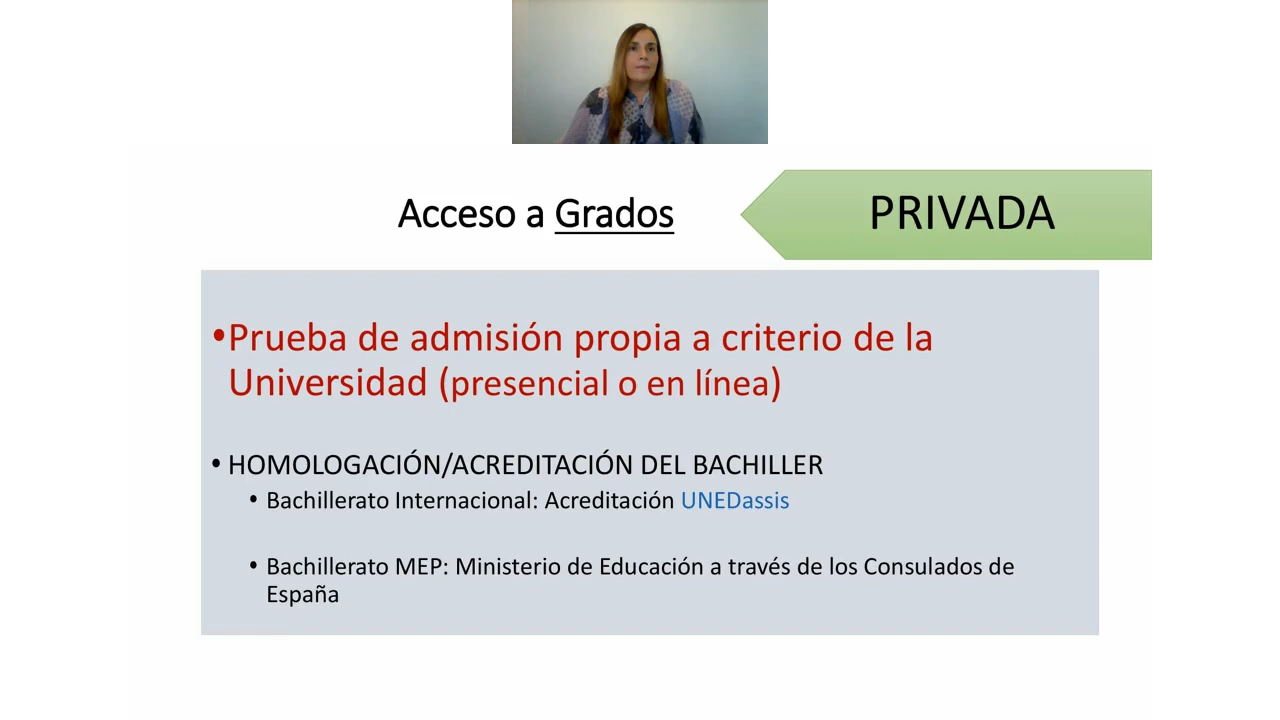 Acceso a Grados
PRIVADA
•Prueba de admisión propia a criterio de la
Universidad (presencial o en línea)
• HOMOLOGACIÓN/ACREDITACIÓN DEL BACHILLER
• Bachillerato Internacional: Acreditación UNEDassis
• Bachillerato MEP: Ministerio de Educación a través de los Consulados de
España